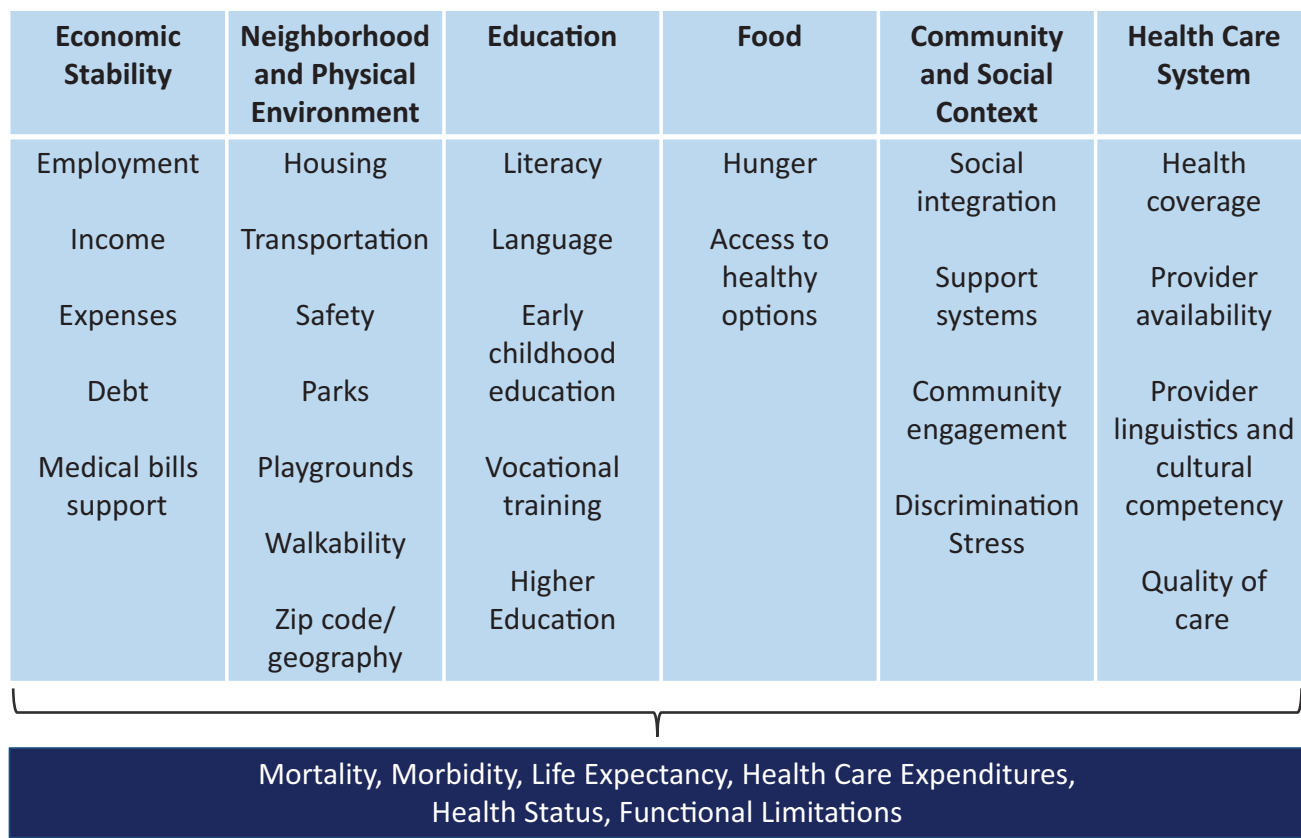 Economic
Stability
Neighborhood
and Physical
Environment
Education
Food
Community
and Social
Context
Health Care
System
Employment
Income
Expenses
Debt
Medical bills
support
Housing
Transportation
Safety
Parks
Playgrounds
Walkability
Zip code/
geography
Literacy
Language
Early
childhood
education
Vocational
training
Higher
Education
Hunger
Access to
healthy
options
Social
integration
Support
systems
Community
engagement
Discrimination
Stress
Health
coverage
Provider
availability
Provider
linguistics and
cultural
competency
Quality of
care
Mortality, Morbidity, Life Expectancy, Health Care Expenditures,
Health Status, Functional Limitations